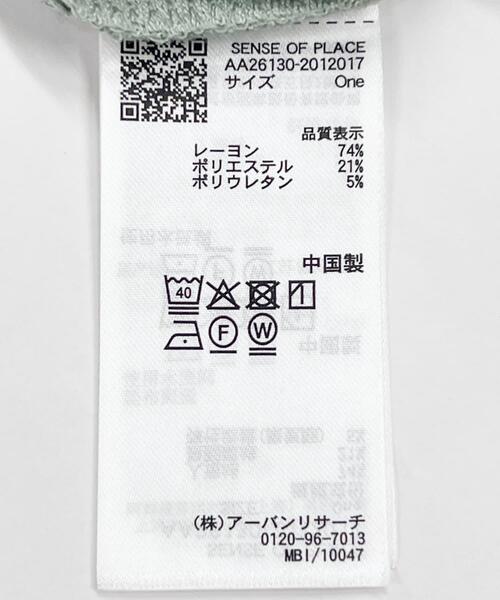 SENSE OF PLACE
AA26130-2012017
サイズ One
品質表示
レーヨン 74%
ポリエステル 21%
ポリウレタン 5%
中国製
40
F W
(株)アーバンリサーチ
0120-96-7013
MBI/10047